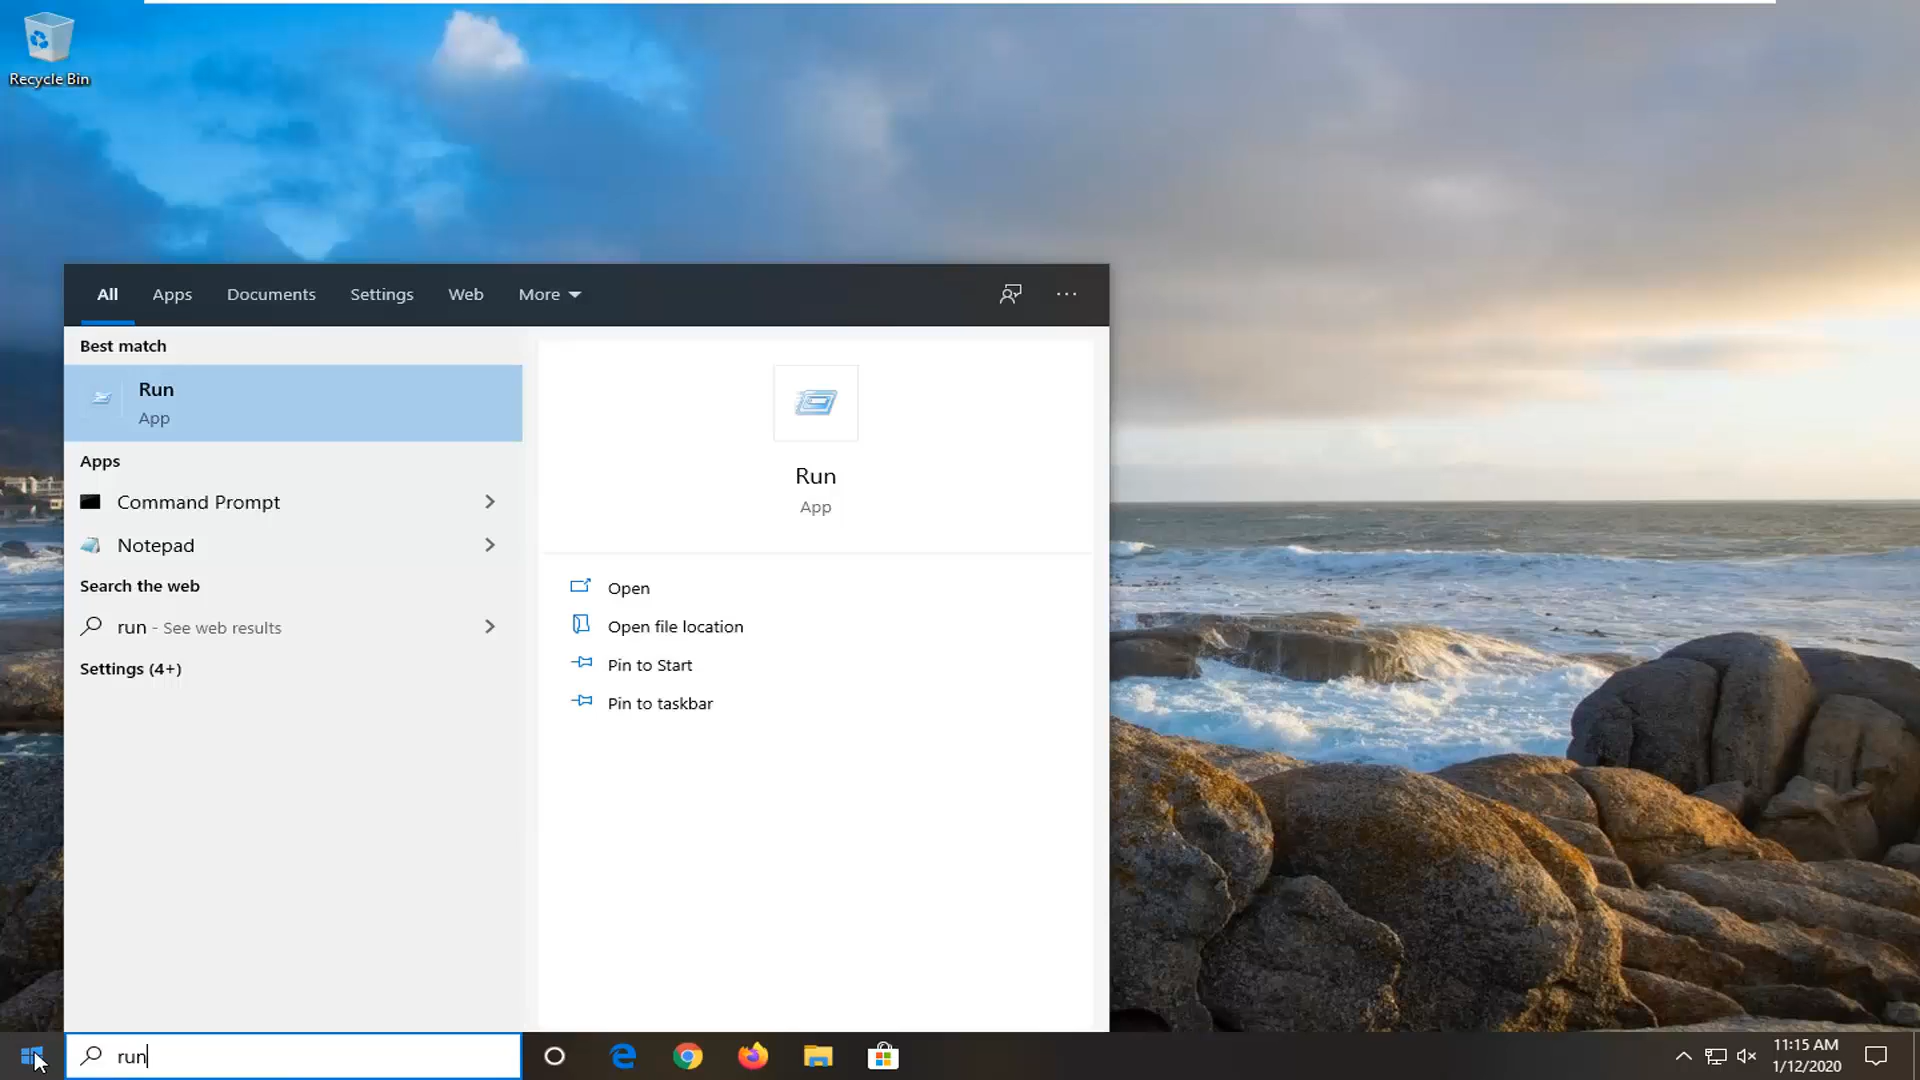 Recycle Bin
All
Apps
Documents
Settings
Web
More
Best match
Run
App
Apps
Command Prompt
Notepad
Search the web
run - See web results
Settings (4+)
Run
App
Open
Open file location
Pin to Start
Pin to taskbar
run
11:15 AM
1/12/2020